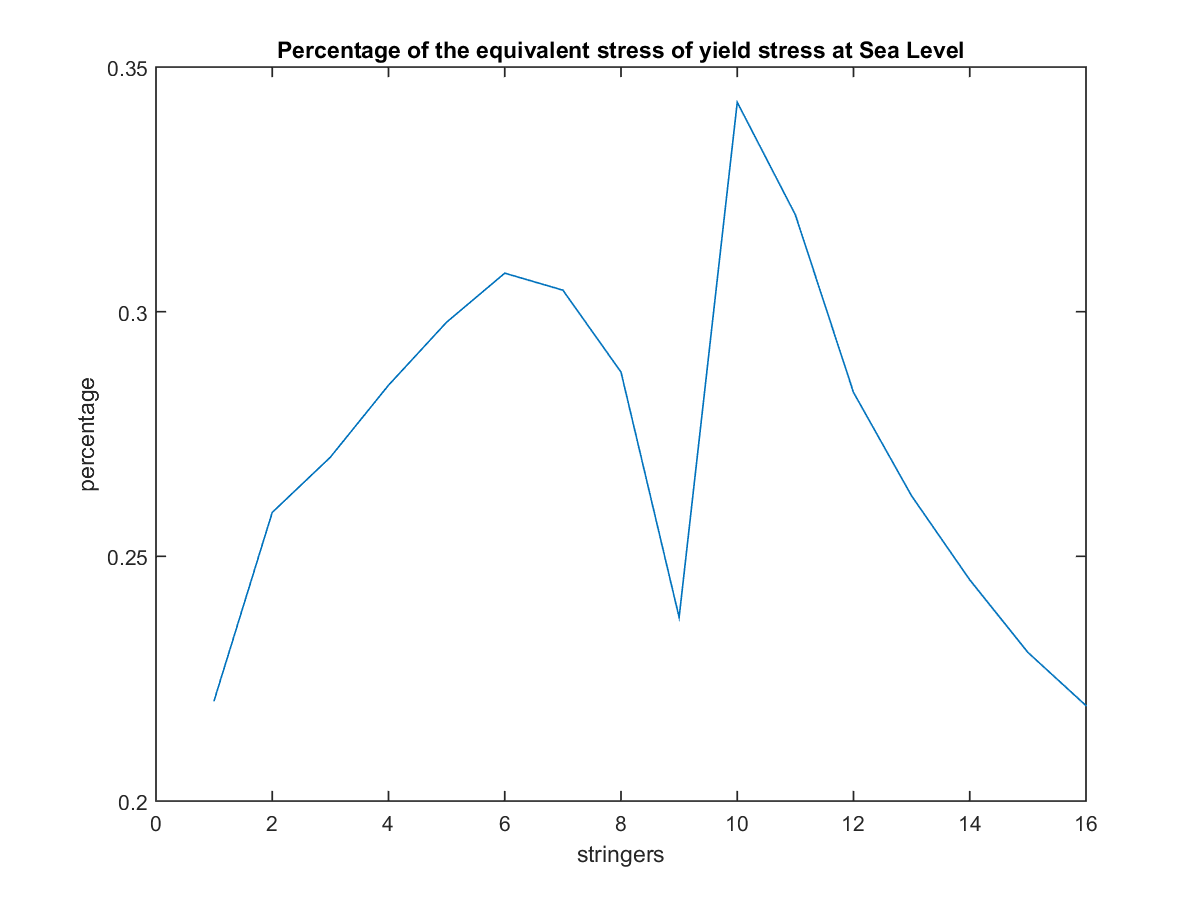 Percentage of the equivalent stress of yield stress at Sea Level
0.35
0.3
0.25
0.2
percentage
0 2 4 6 8 10 12 14 16
stringers